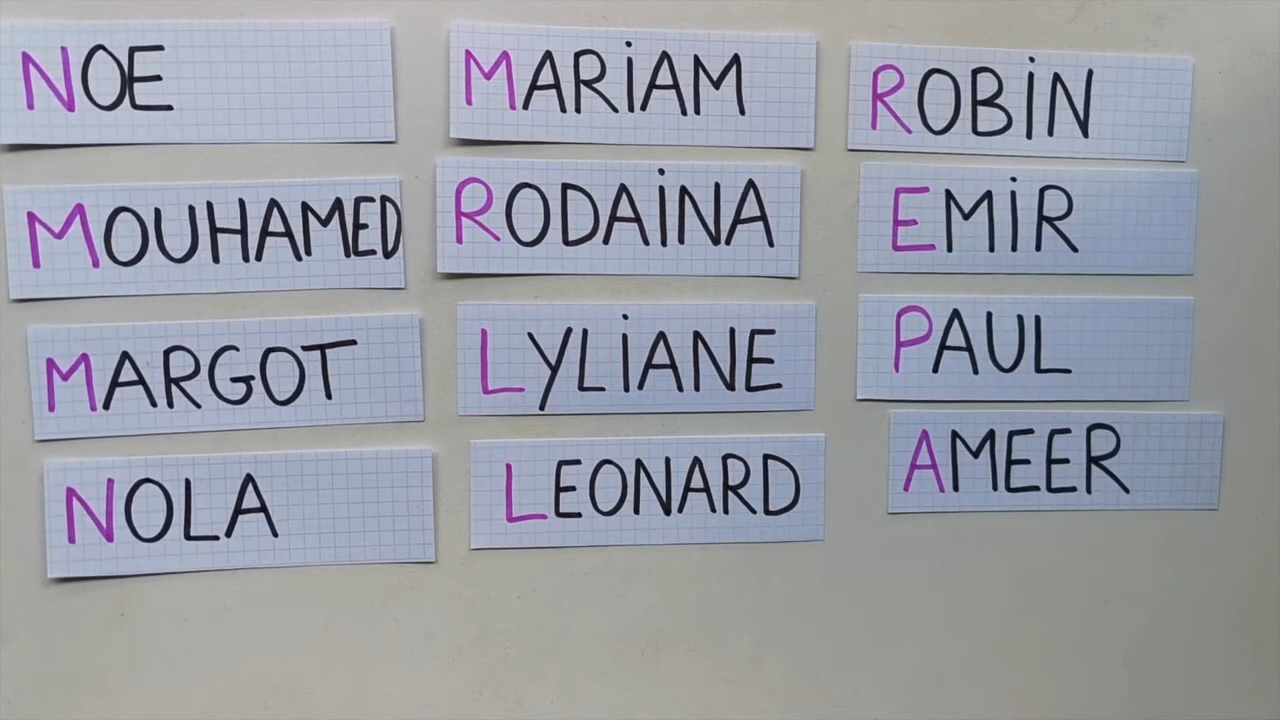 NOE
MOUHAMED
MARGOT
NOLA
MARiAM
RODAiNA
LYLiANE
LEONARD
ROBiN
EMiR
PAUL
AMEER